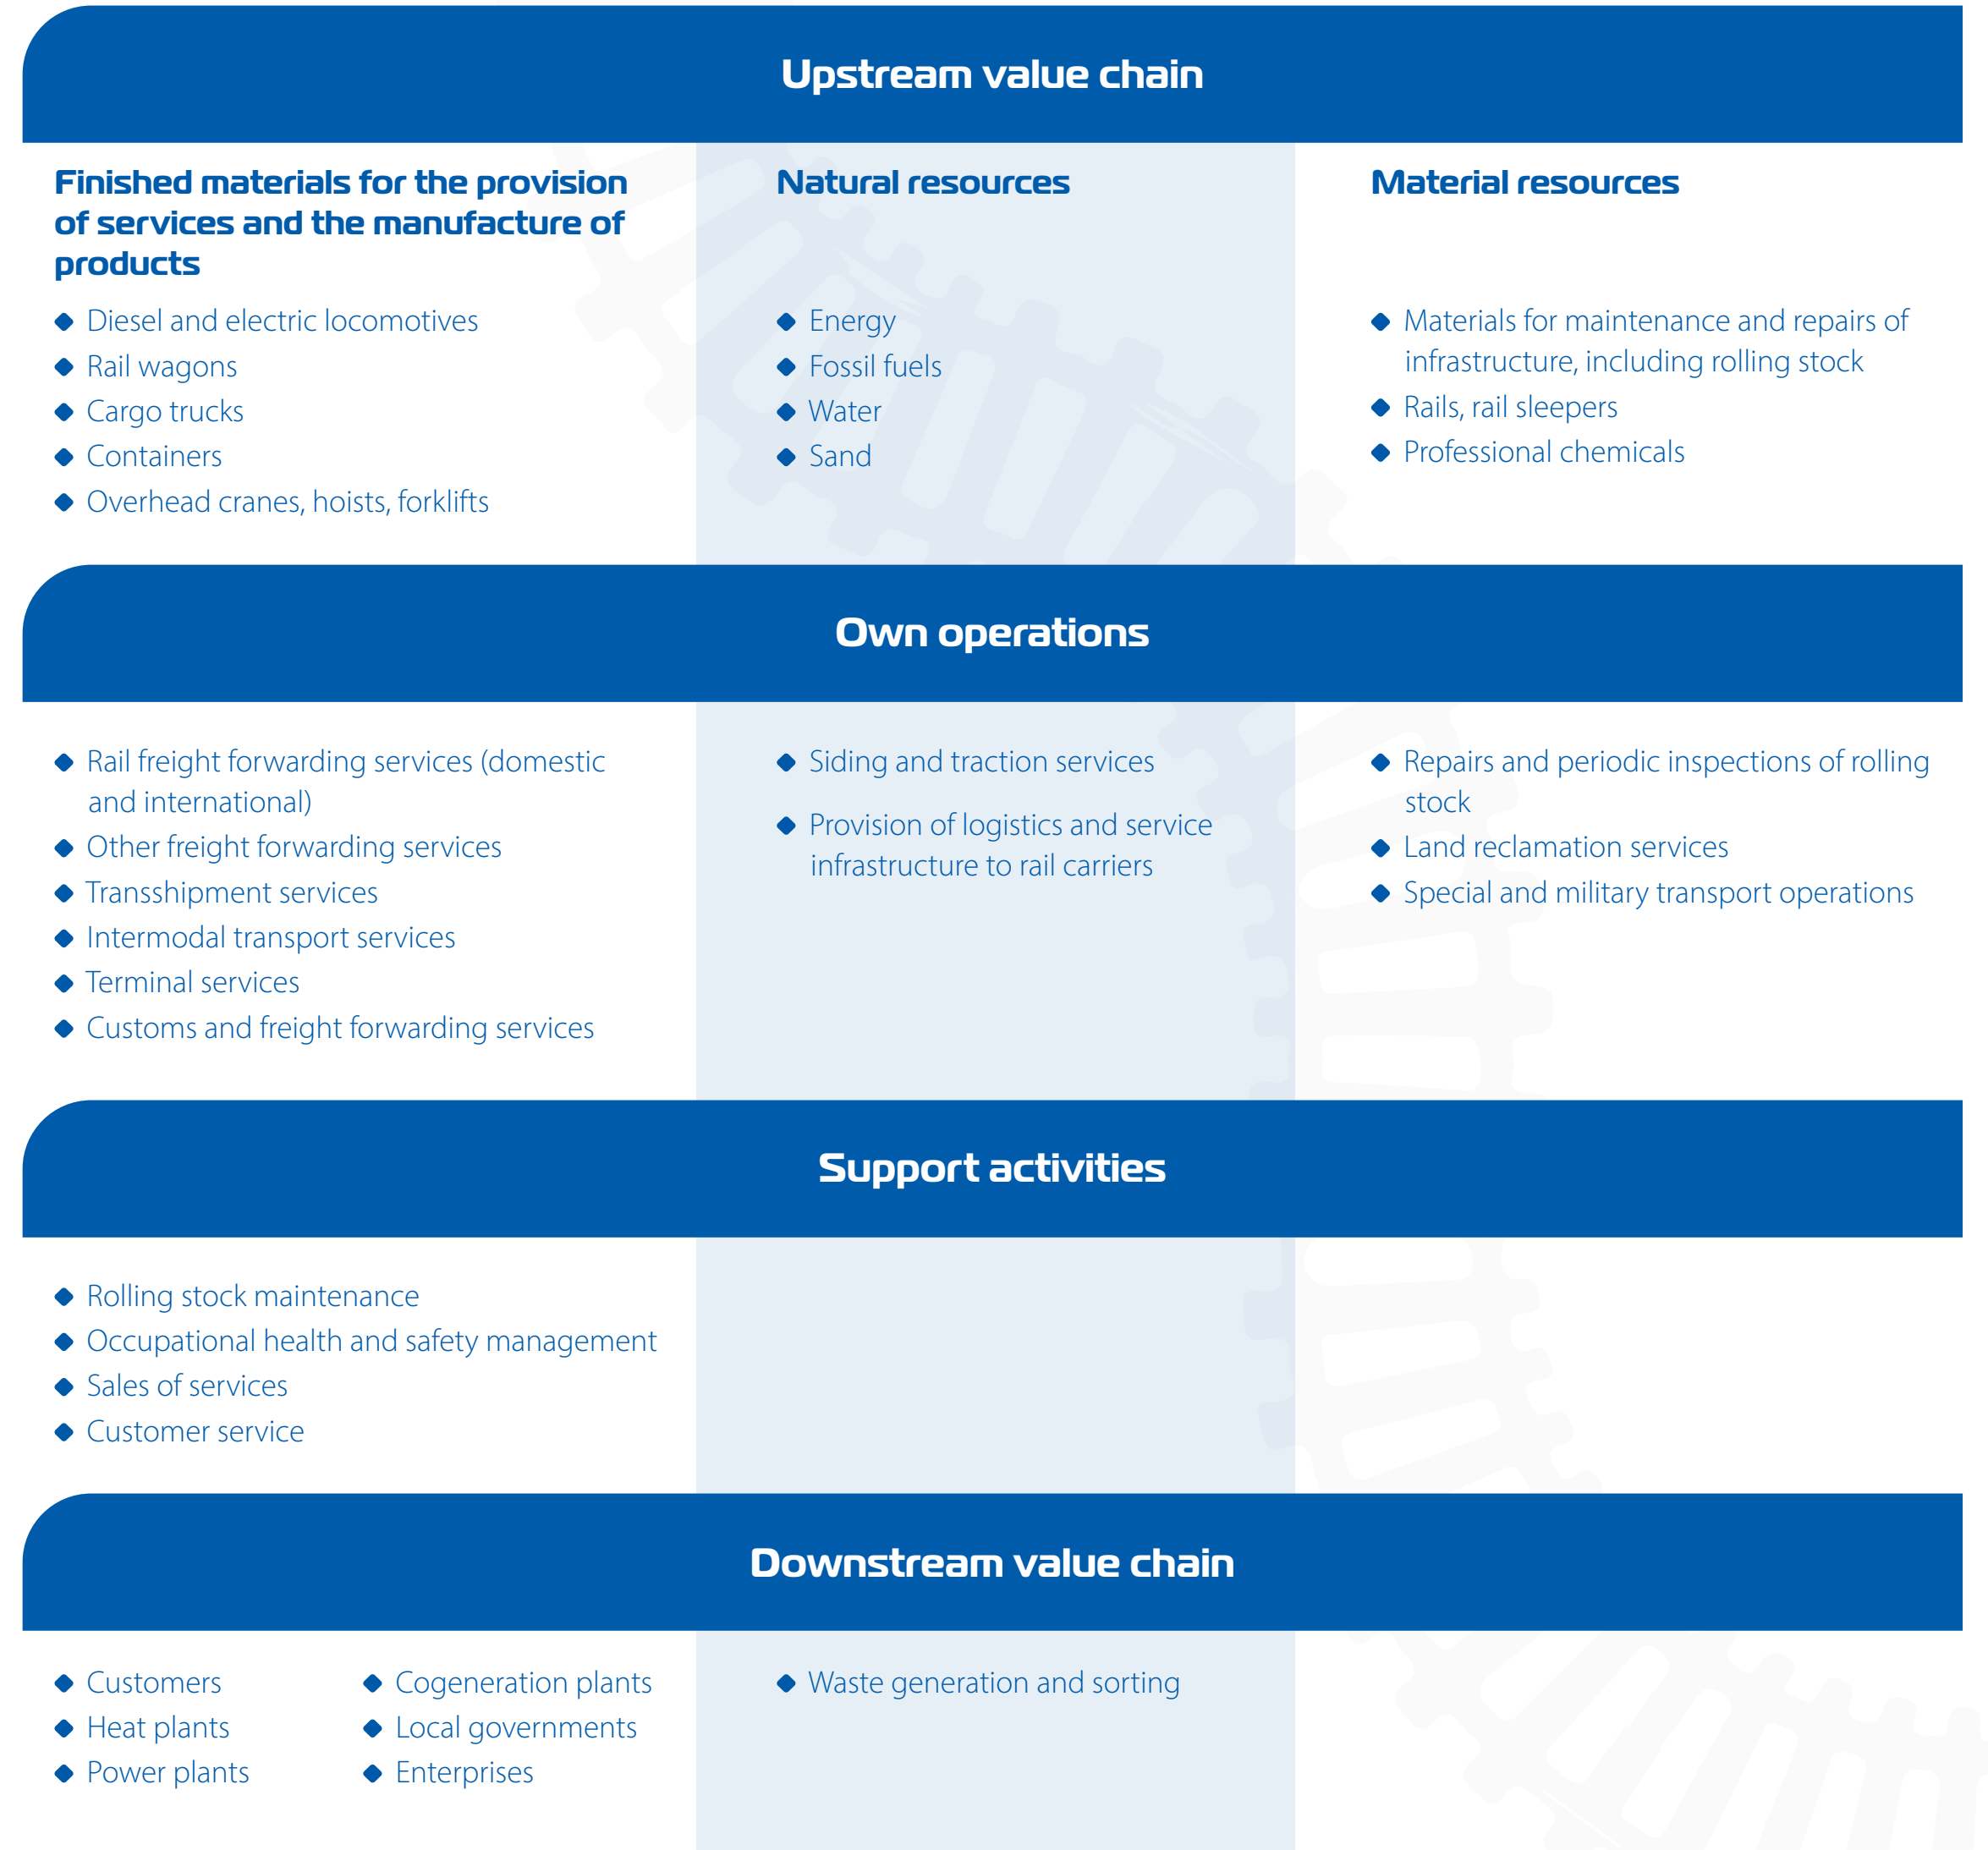 Upstream value chain
Finished materials for the provision
of services and the manufacture of
products
Diesel and electric locomotives
Rail wagons
Cargo trucks
Containers
Overhead cranes, hoists, forklifts
Natural resources
Energy
Fossil fuels
Water
Sand
Material resources
Materials for maintenance and repairs of
infrastructure, including rolling stock
Rails, rail sleepers
Professional chemicals
Own operations
Rail freight forwarding services (domestic
and international)
Other freight forwarding services
Transshipment services
Intermodal transport services
Terminal services
Customs and freight forwarding services
Siding and traction services
Provision of logistics and service
infrastructure to rail carriers
Repairs and periodic inspections of rolling
stock
Land reclamation services
Special and military transport operations
Support activities
Rolling stock maintenance
Occupational health and safety management
Sales of services
Customer service
Downstream value chain
Customers
Heat plants
Power plants
Cogeneration plants
Local governments
Enterprises
Waste generation and sorting